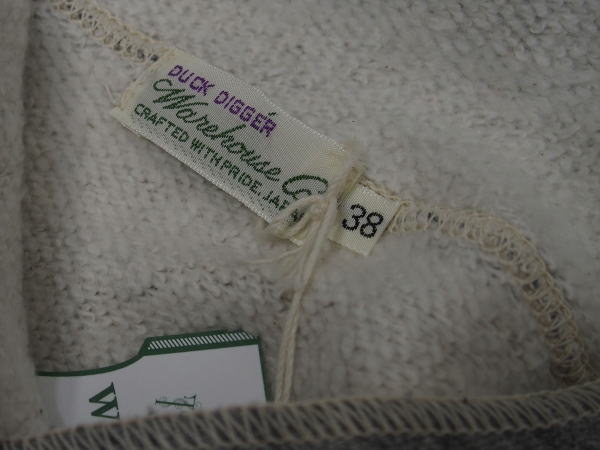 DUCK DIGGER
Warehouse
CRAFTED WITH PRIDE.
38
W